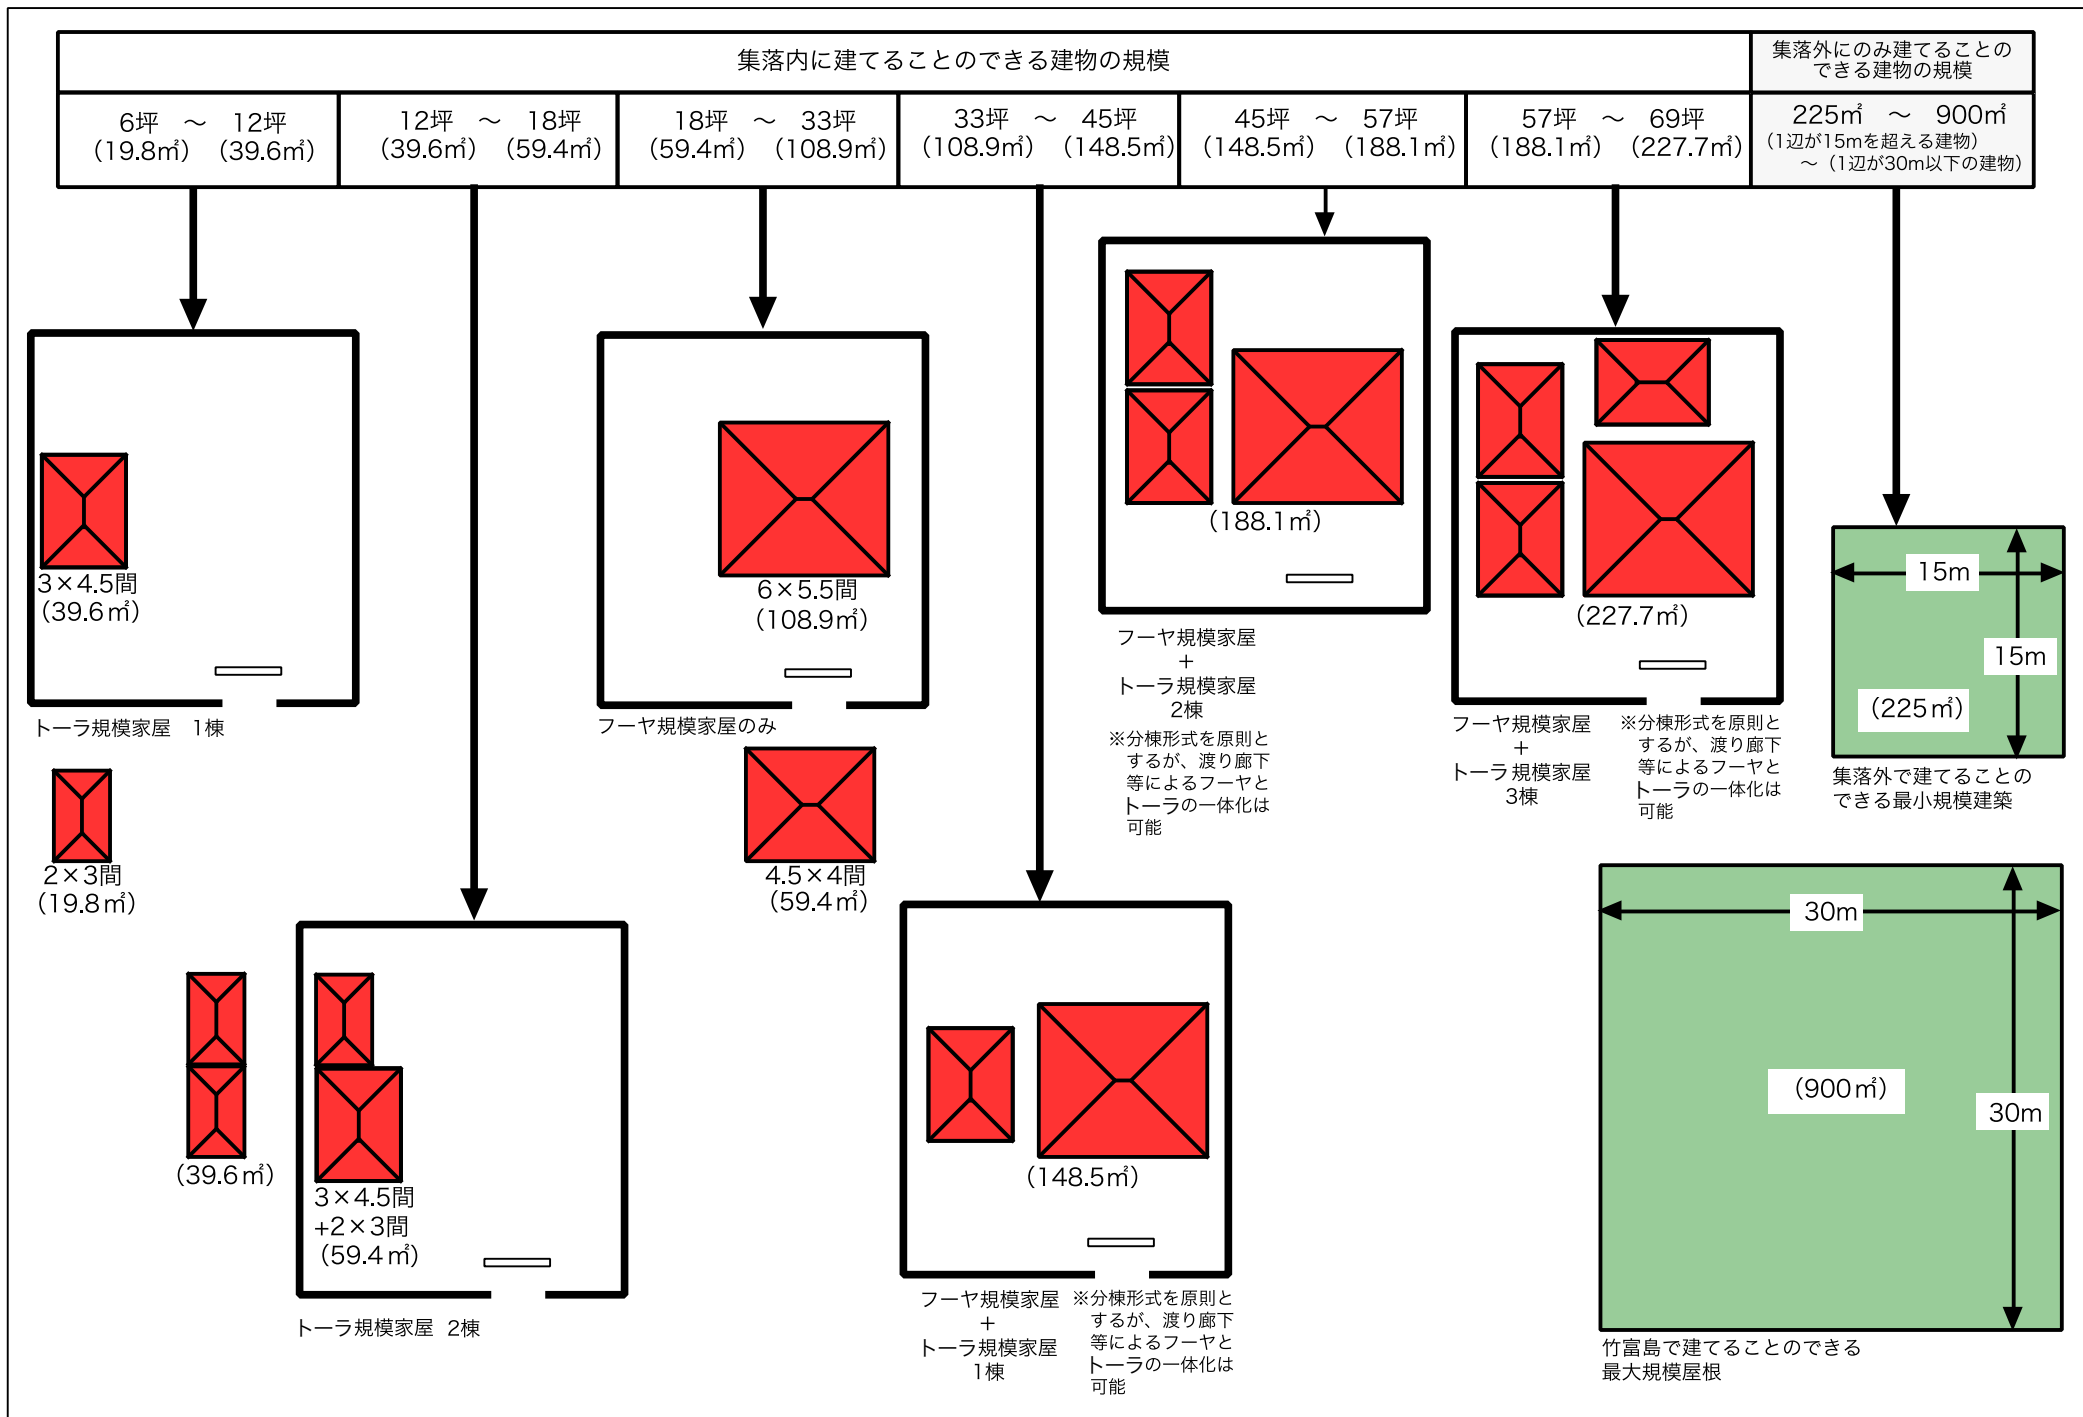 集落内に建てることのできる建物の規模
集落外にのみ建てることの
できる建物の規模
6坪 ～ 12坪
（19.8㎡）（39.6㎡）
12坪 ～ 18坪
（39.6㎡）（59.4㎡）
18坪 ～ 33坪
（59.4㎡）（108.9㎡）
33坪 ～ 45坪
（108.9㎡）（148.5㎡）
45坪 ～ 57坪
（148.5㎡）（188.1㎡）
57坪 ～ 69坪
（188.1㎡）（227.7㎡）
225㎡ ～ 900㎡
（1辺が15mを超える建物）
～（1辺が30m以下の建物）
3×4.5間
（39.6㎡）
トーラ規模家屋 1棟
2×3間
（19.8㎡）
（39.6㎡）
3×4.5間
+2×3間
（59.4㎡）
トーラ規模家屋 2棟
6×5.5間
（108.9㎡）
フーヤ規模家屋のみ
4.5×4間
（59.4㎡）
（148.5㎡）
フーヤ規模家屋
+
トーラ規模家屋
1棟
※分棟形式を原則と
するが、渡り廊下
等によるフーヤと
トーラの一体化は
可能
（188.1㎡）
フーヤ規模家屋
+
トーラ規模家屋
2棟
※分棟形式を原則と
するが、渡り廊下
等によるフーヤと
トーラの一体化は
可能
（227.7㎡）
フーヤ規模家屋
+
トーラ規模家屋
3棟
※分棟形式を原則と
するが、渡り廊下
等によるフーヤと
トーラの一体化は
可能
15m
15m
（225㎡）
集落外で建てることの
できる最小規模建築
30m
（900㎡）
30m
竹富島で建てることのできる
最大規模屋根